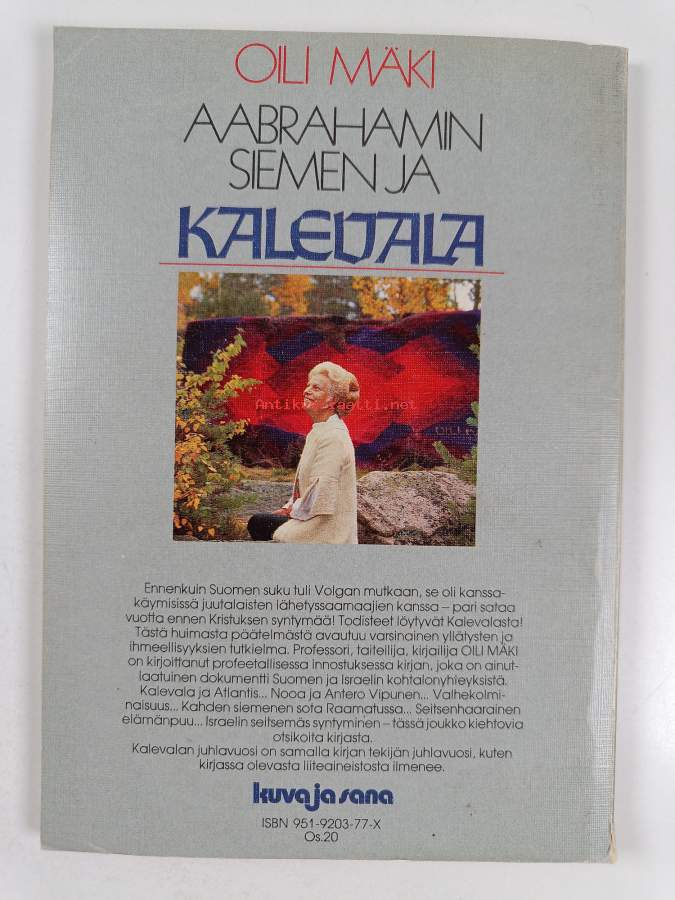 OILI MÄKI
AABRAHAMIN
SIEMEN JA
KALEVALA
Antiikkiraatti.net
OILI M
Ennenkuin Suomen suku tuli Volgan mutkaan, se oli kanssa-
käymisissä juutalaisten lähetyssaarnaajien kanssa – pari sataa
vuotta ennen Kristuksen syntymää! Todisteet löytyvät Kalevalasta!
Tästä huimasta päätelmästä avautuu varsinainen yllätysten ja
ihmeellisyyksien tutkielma. Professori, taiteilija, kirjailija OILI MÄKI
on kirjoittanut profeetallisessa innostuksessa kirjan, joka on ainut-
laatuinen dokumentti Suomen ja Israelin kohtalonyhteyksistä.
Kalevala ja Atlantis... Nooa ja Antero Vipunen... Valhekolmi-
naisuus... Kahden siemenen sota Raamatussa... Seitsenhaarainen
elämänpuu... Israelin seitsemäs syntyminen – tässä joukko kiehtovia
otsikoita kirjasta.
Kalevalan juhlavuosi on samalla kirjan tekijän juhlavuosi, kuten
kirjassa olevasta liiteaineistosta ilmenee.
kuva ja sana
ISBN 951-9203-77-X
Os.20